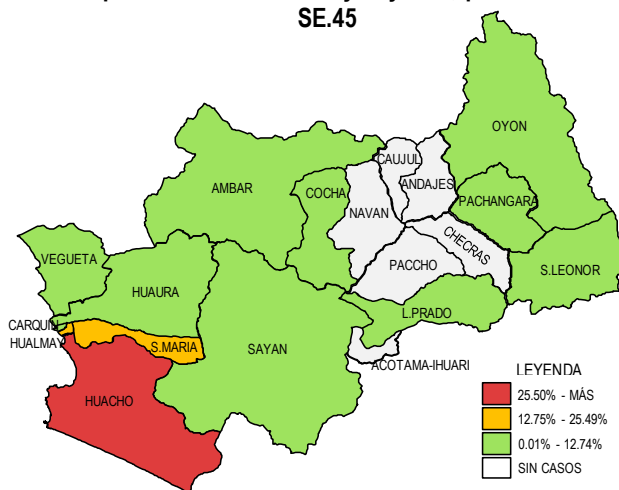 SE.45
OYON
CAUJUL
AMBAR
COCHA
ANDAJES
NAVAN
PACHANGARA
CHECRAS
VEGUETA
PACCHO
S.LEONOR
HUAURA
L.PRADO
CARQUIN
HUALMAY
S.MARIA
SAYAN
ACOTAMA-IHUARI
HUACHO
LEYENDA
25.50% - MÁS
12.75% - 25.49%
0.01% - 12.74%
SIN CASOS